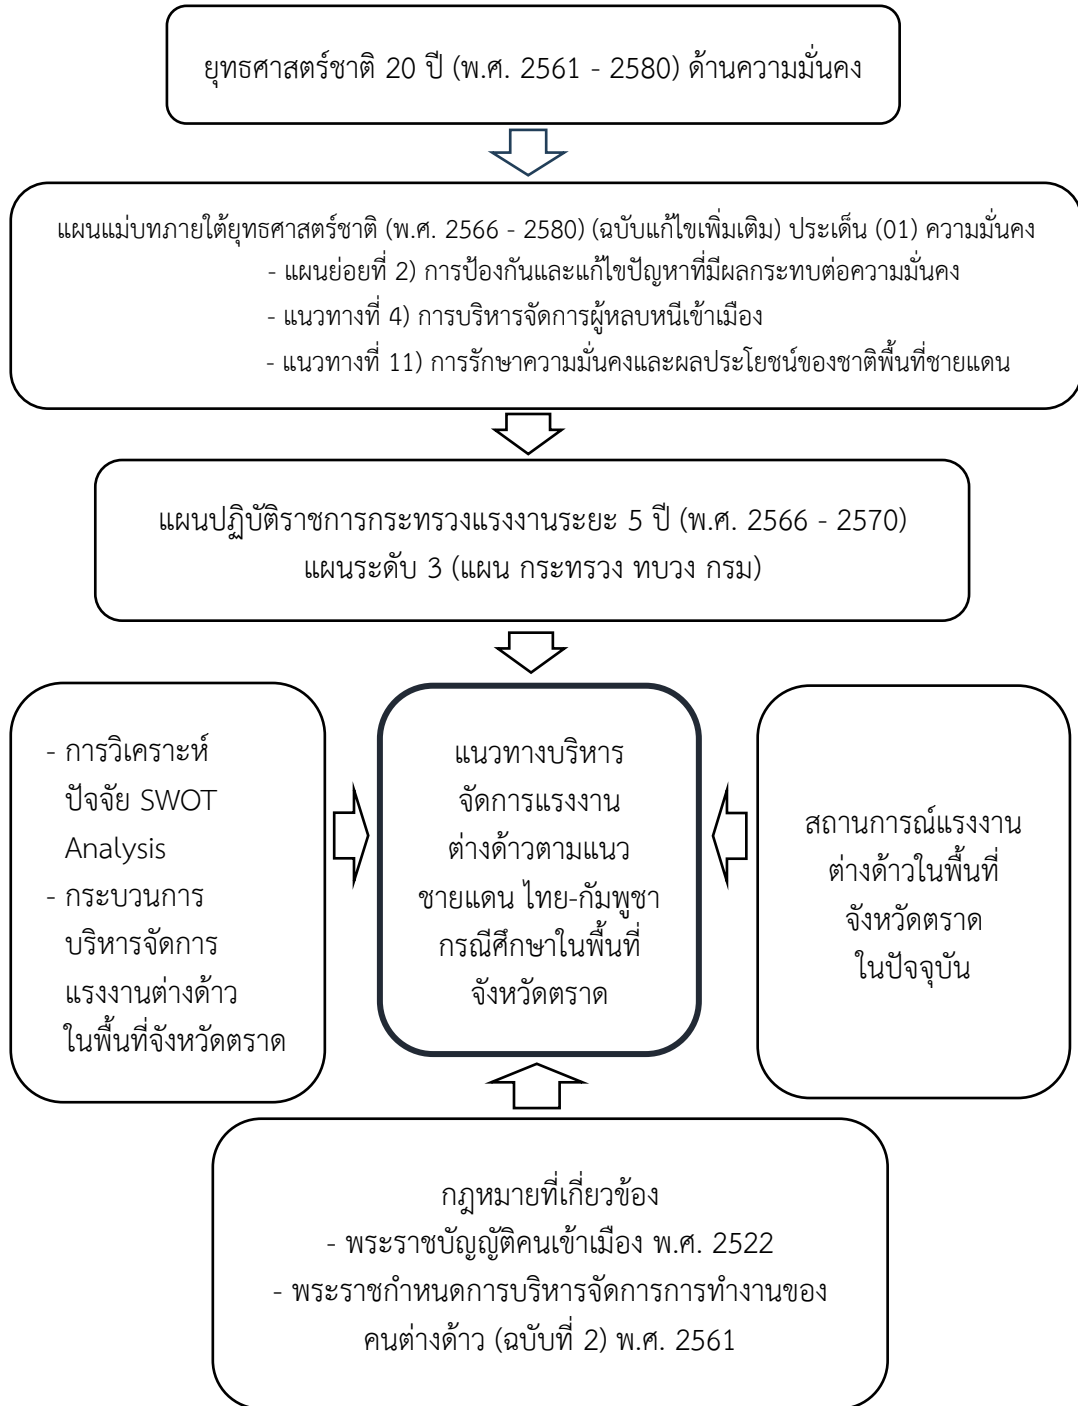 ยุทธศาสตร์ชาติ 20 ปี (พ.ศ. 2561 - 2580) ด้านความมั่นคง
แผนแม่บทภายใต้ยุทธศาสตร์ชาติ (พ.ศ. 2566 - 2580) (ฉบับแก้ไขเพิ่มเติม) ประเด็น (01) ความมั่นคง
- แผนย่อยที่ 2) การป้องกันและแก้ไขปัญหาที่มีผลกระทบต่อความมั่นคง
- แนวทางที่ 4) การบริหารจัดการผู้หลบหนีเข้าเมือง
- แนวทางที่ 11) การรักษาความมั่นคงและผลประโยชน์ของชาติพื้นที่ชายแดน
แผนปฏิบัติราชการกระทรวงแรงงานระยะ 5 ปี (พ.ศ. 2566 - 2570)
แผนระดับ 3 (แผน กระทรวง ทบวง กรม)
- การวิเคราะห์
ปัจจัย SWOT
Analysis
- กระบวนการ
บริหารจัดการ
แรงงานต่างด้าว
ในพื้นที่จังหวัดตราด
แนวทางบริหาร
จัดการแรงงาน
ต่างด้าวตามแนว
ชายแดน ไทย-กัมพูชา
กรณีศึกษาในพื้นที่
จังหวัดตราด
สถานการณ์แรงงาน
ต่างด้าวในพื้นที่
จังหวัดตราด
ในปัจจุบัน
กฎหมายที่เกี่ยวข้อง
- พระราชบัญญัติคนเข้าเมือง พ.ศ. 2522
- พระราชกำหนดการบริหารจัดการการทำงานของ
คนต่างด้าว (ฉบับที่ 2) พ.ศ. 2561